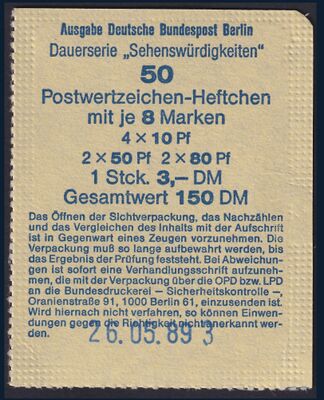 Ausgabe Deutsche Bundespost Berlin
Dauerserie „Sehenswürdigkeiten“
50
Postwertzeichen-Heftchen
mit je 8 Marken
4 x 10 Pf
2 x 50 Pf 2 x 80 Pf
1 Stck. 3,– DM
Gesamtwert 150 DM
Das Öffnen der Sichtverpackung, das Nachzählen
und das Vergleichen des Inhalts mit der Aufschrift
ist in Gegenwart eines Zeugen vorzunehmen. Die
Verpackung muß so lange aufbewahrt werden, bis
das Ergebnis der Prüfung feststeht. Bei Abweichun-
gen ist sofort eine Verhandlungsschrift aufzuneh-
men, die mit der Verpackung über die OPD bzw. LPD
an die Bundesdruckerei – Sicherheitskontrolle –,
Oranienstraße 91, 1000 Berlin 61, einzusenden ist.
Wird hiernach nicht verfahren, so können Einwen-
dungen gegen die Richtigkeit nicht anerkannt wer-
den.
26.05.89 3